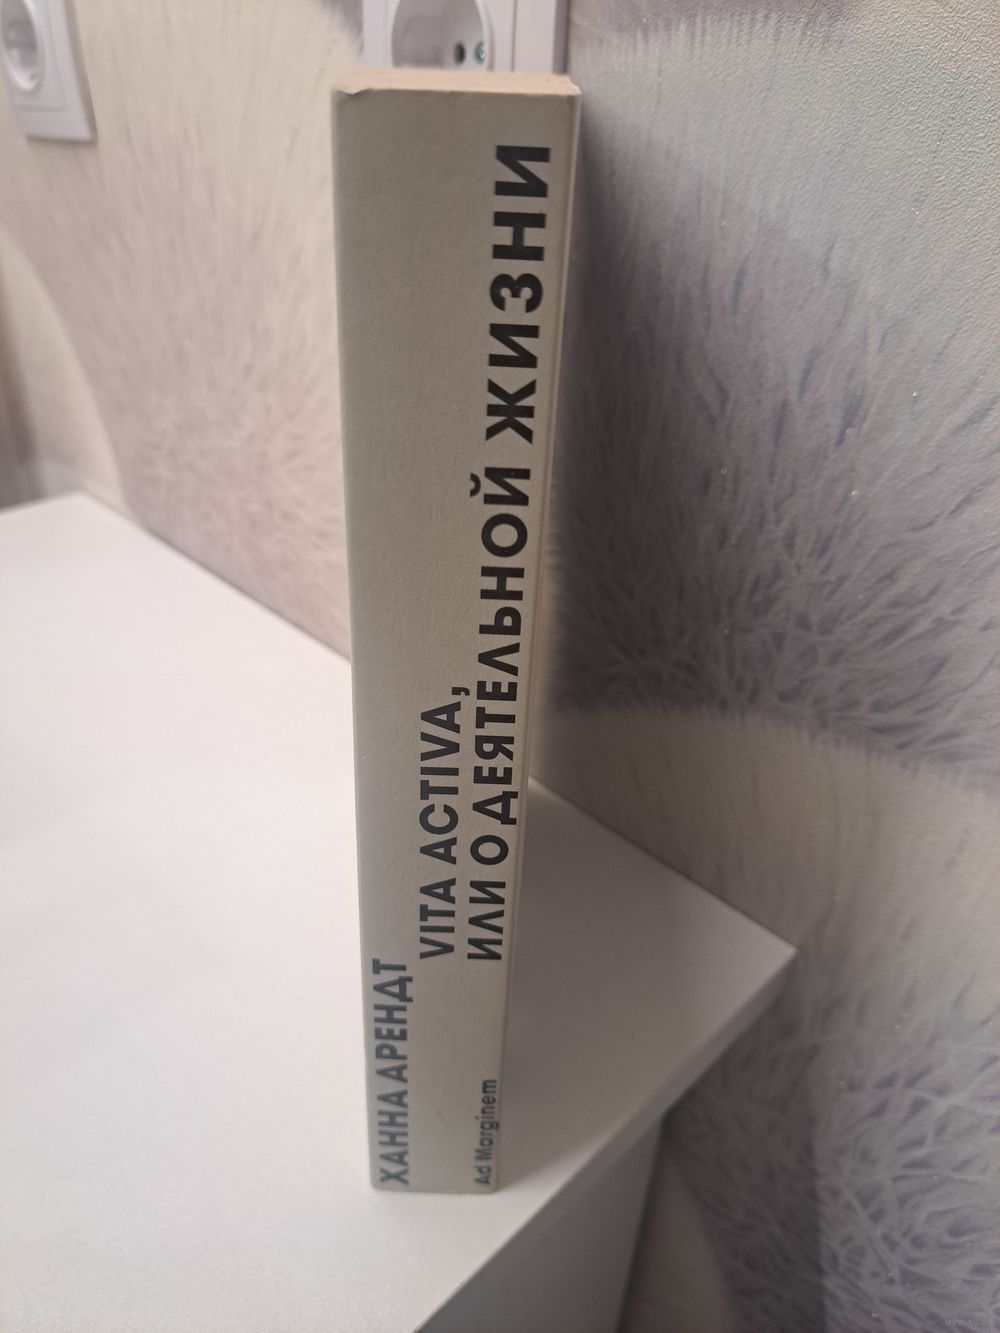 ХАННА АРЕНДТ
VITA ACTIVA,
ИЛИ О ДЕЯТЕЛЬНОЙ ЖИЗНИ
Ad Marginem